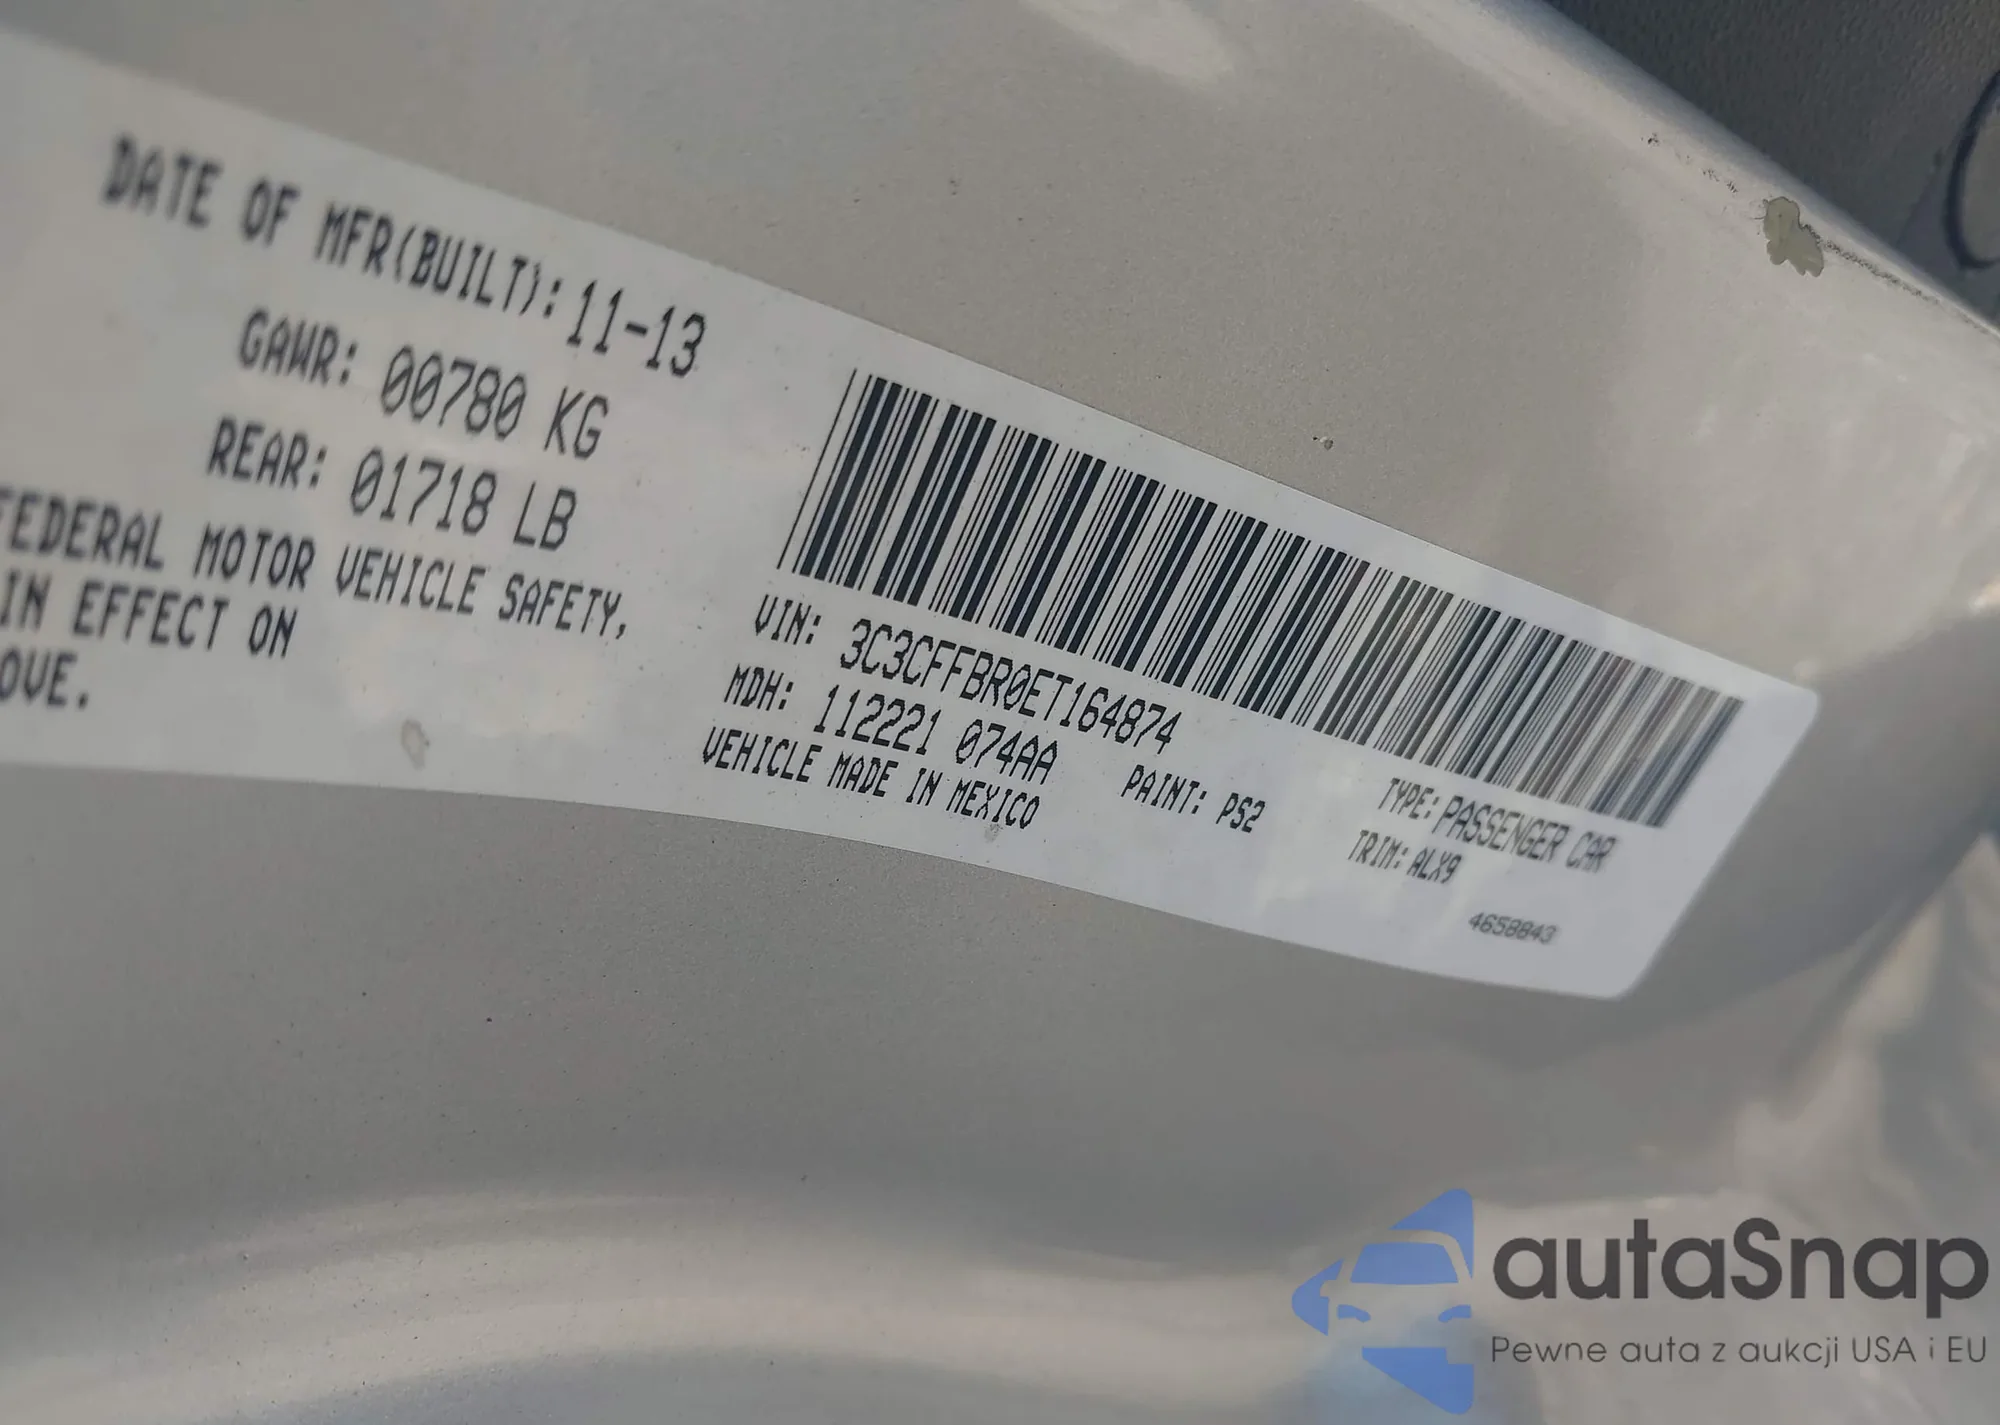 DATE OF MFR(BUILT): 11-13
GAWR: 00780 KG
REAR: 01718 LB
FEDERAL MOTOR VEHICLE SAFETY,
IN EFFECT ON
OVE.
VIN: 3C3CFFBR0ET164874
MDH: 112221 074AA
VEHICLE MADE IN MEXICO
PAINT: PS2
TYPE: PASSENGER CAR
TRIM: ALX9
4658843
autaSnap
Pewne auta z aukcji USA i EU